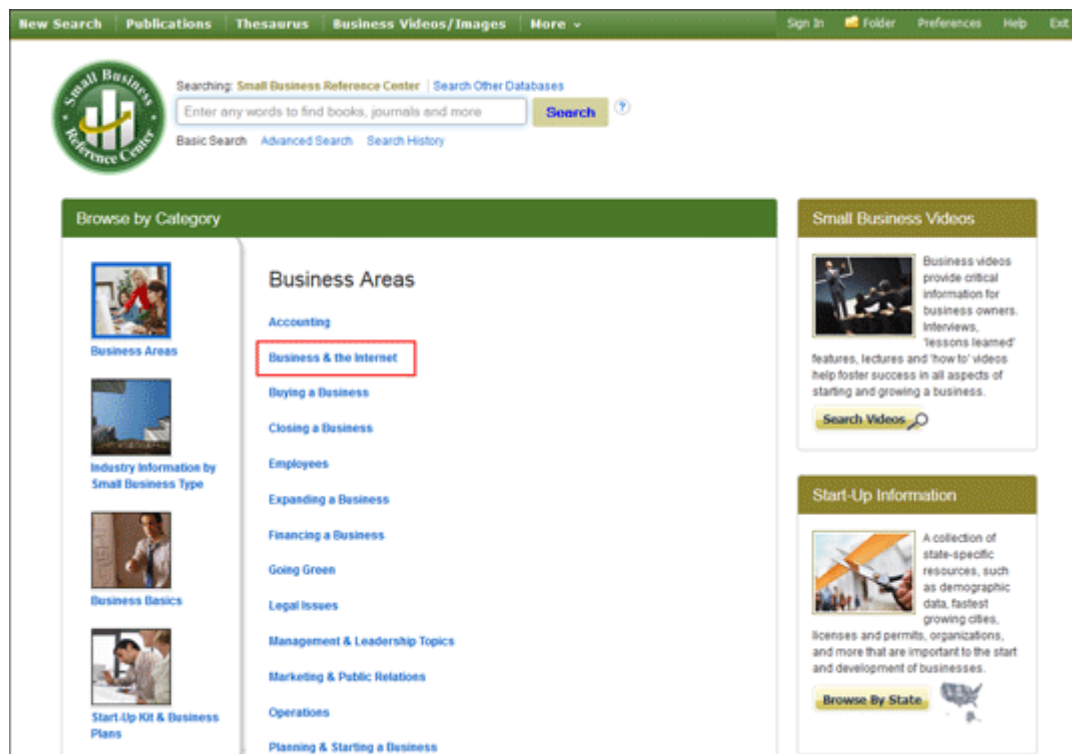 New Search
Publications
Thesaurus
Business Videos/Images
More
Sign In
Folder
Preferences
Help
Exit
Small Business
Reference Center
Searching: Small Business Reference Center
Search Other Databases
Enter any words to find books, journals and more
Search
?
Basic Search
Advanced Search
Search History
Browse by Category
Business Areas
Industry Information by
Small Business Type
Business Basics
Start-Up Kit & Business
Plans
Business Areas
Accounting
Business & the Internet
Buying a Business
Closing a Business
Employees
Expanding a Business
Financing a Business
Going Green
Legal Issues
Management & Leadership Topics
Marketing & Public Relations
Operations
Planning & Starting a Business
Small Business Videos
Business videos
provide critical
information for
business owners.
Interviews,
'lessons learned'
features, lectures and 'how to' videos
help foster success in all aspects of
starting and growing a business.
Search Videos
Start-Up Information
A collection of
state-specific
resources, such
as demographic
data, fastest
growing cities,
licenses and permits, organizations,
and more that are important to the start
and development of businesses.
Browse By State